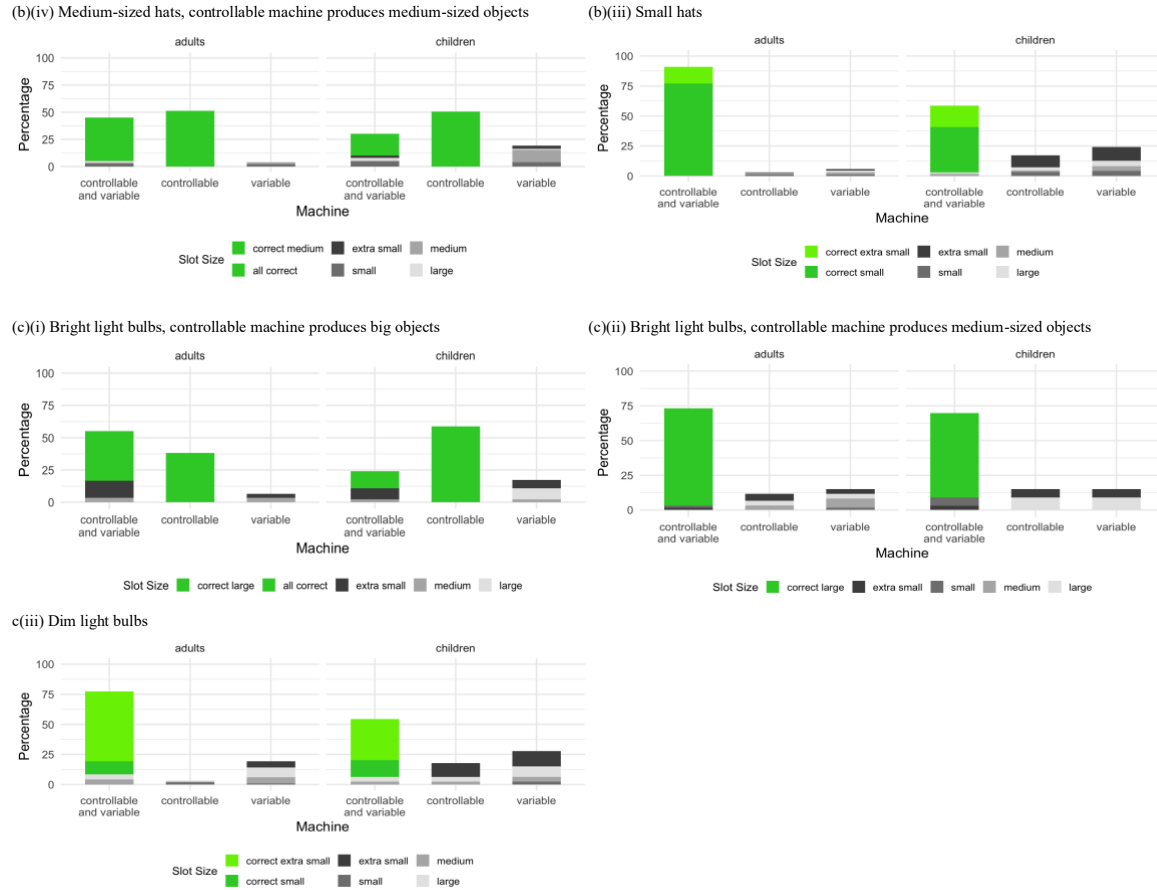 (b)(iv) Medium-sized hats, controllable machine produces medium-sized objects
adults
children
100
75
50
25
0
Percentage
controllable and variable
controllable
variable
controllable and variable
controllable
variable
Machine
Slot Size
correct medium
extra small
medium
all correct
small
large
(b)(iii) Small hats
adults
children
100
75
50
25
0
Percentage
controllable and variable
controllable
variable
controllable and variable
controllable
variable
Machine
Slot Size
correct extra small
extra small
medium
correct small
small
large
(c)(i) Bright light bulbs, controllable machine produces big objects
adults
children
100
75
50
25
0
Percentage
controllable and variable
controllable
variable
controllable and variable
controllable
variable
Machine
Slot Size
correct large
all correct
extra small
medium
large
(c)(ii) Bright light bulbs, controllable machine produces medium-sized objects
adults
children
100
75
50
25
0
Percentage
controllable and variable
controllable
variable
controllable and variable
controllable
variable
Machine
Slot Size
correct large
extra small
small
medium
large
c(iii) Dim light bulbs
adults
children
100
75
50
25
0
Percentage
controllable and variable
controllable
variable
controllable and variable
controllable
variable
Machine
Slot Size
correct extra small
extra small
medium
correct small
small
large